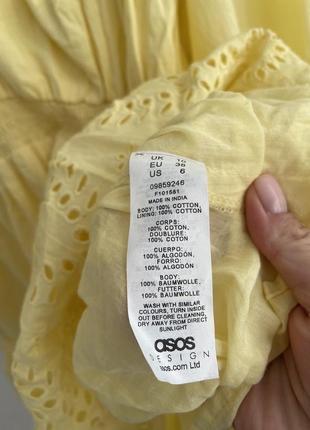 UK 10
EU 38
US 6
09859246
F101581
MADE IN INDIA
BODY: 100% COTTON,
LINING: 100% COTTON
CORPS:
100% COTON,
DOUBLURE:
100% COTON
CUERPO:
100% ALGODÓN,
FORRO:
100% ALGODÓN
BODY:
100% BAUMWOLLE,
FUTTER:
100% BAUMWOLLE
WASH WITH SIMILAR
COLOURS, TURN INSIDE
OUT BEFORE CLEANING,
DRY AWAY FROM DIRECT
SUNLIGHT
asos
DESIGN
asos.com Ltd